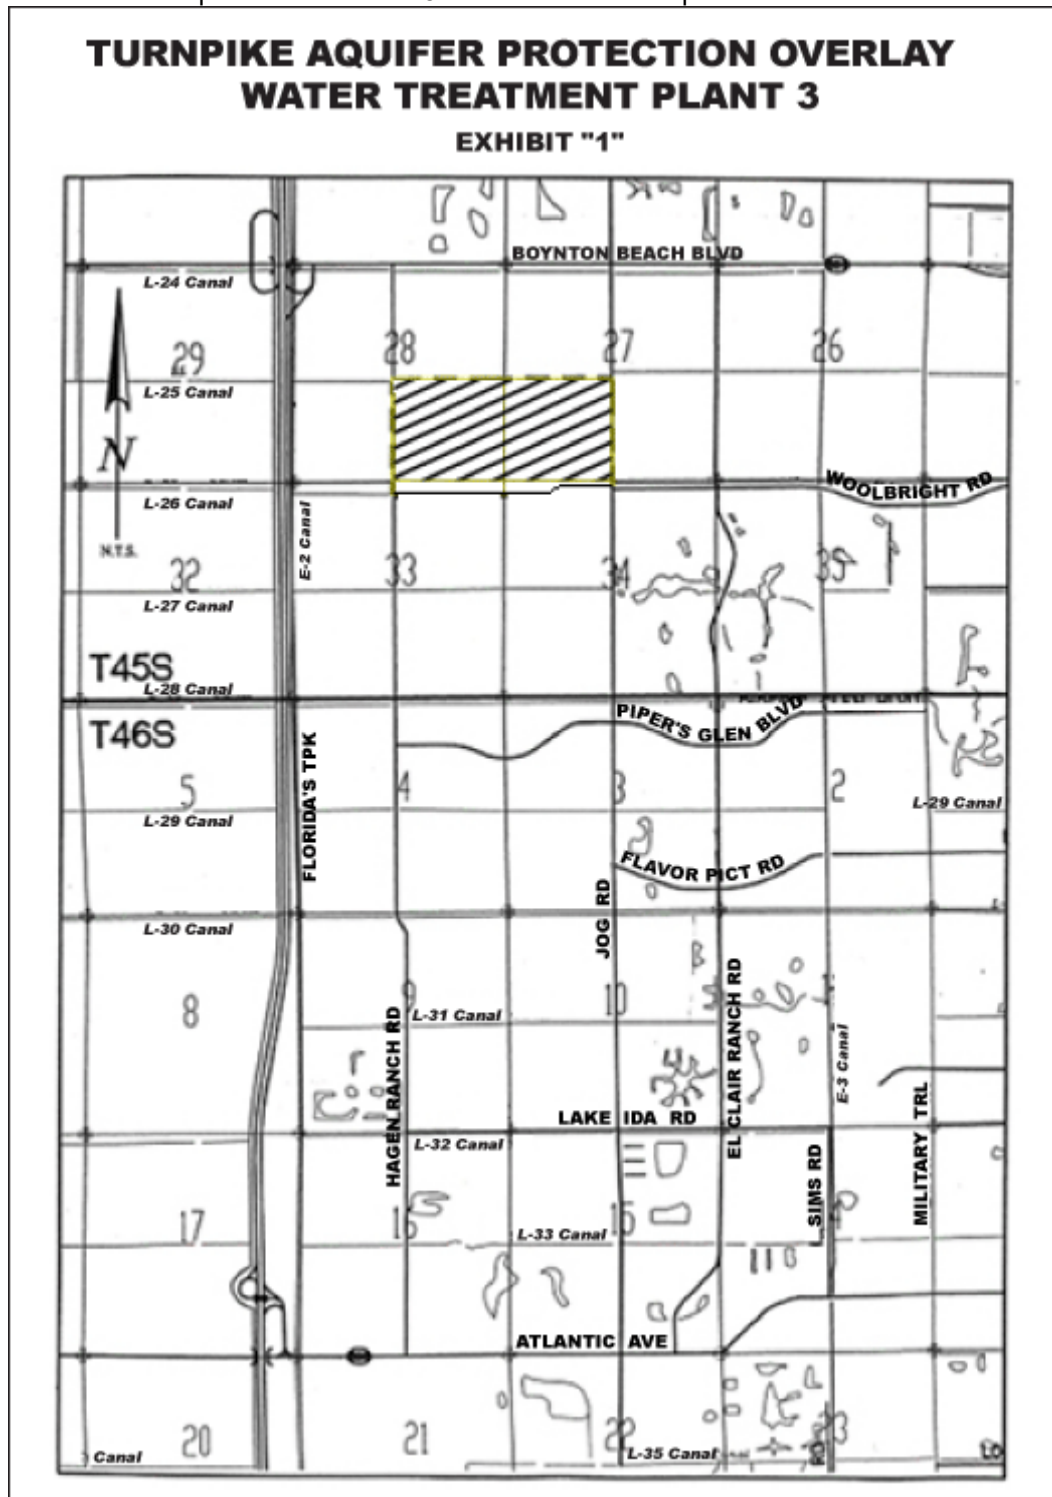 TURNPIKE AQUIFER PROTECTION OVERLAY
WATER TREATMENT PLANT 3
EXHIBIT "1"
BOYNTON BEACH BLVD
L-24 Canal
29
28
27
26
L-25 Canal
N
N.T.S.
WOOLBRIGHT RD
L-26 Canal
E-2 Canal
32
33
34
35
L-27 Canal
T45S
L-28 Canal
T46S
PIPER'S GLEN BLVD
FLORIDA'S TPK
5
4
3
2
L-29 Canal
L-29 Canal
FLAVOR PICT RD
JOG RD
L-30 Canal
8
9
10
L-31 Canal
HAGEN RANCH RD
EL CLAIR RANCH RD
E-3 Canal
LAKE IDA RD
L-32 Canal
SIMS RD
MILITARY TRL
17
16
15
L-33 Canal
ATLANTIC AVE
20
21
22
Canal
L-35 Canal